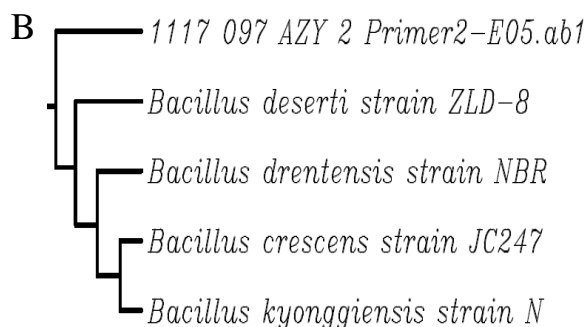 B
1117 097 AZY 2 Primer2-E05.ab1
Bacillus deserti strain ZLD-8
Bacillus drentensis strain NBR
Bacillus crescens strain JC247
Bacillus kyonggiensis strain N